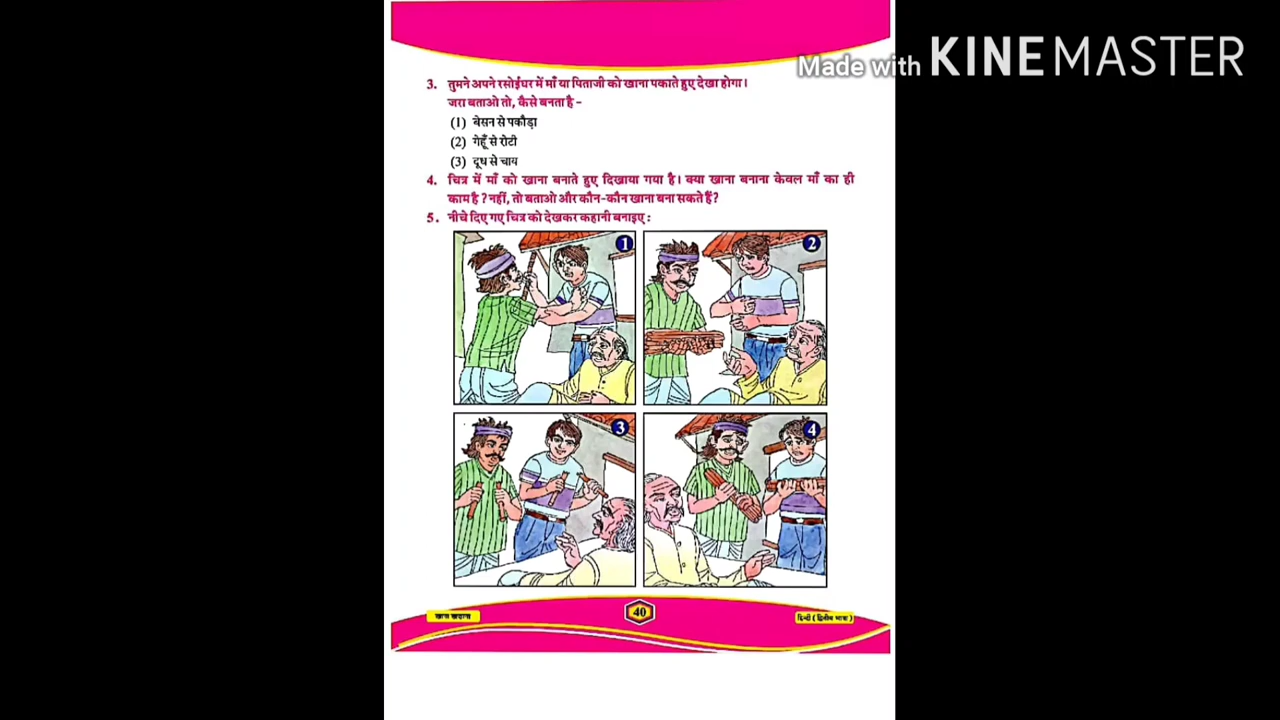 Made with KINEMASTER
3. तुमने अपने रसोईघर में माँ या पिताजी को खाना पकाते हुए देखा होगा।
जरा बताओ तो, कैसे बनता है -
(1) बेसन से पकौड़ा
(2) गेहूँ से रोटी
(3) दूध से चाय
4. चित्र में माँ को खाना बनाते हुए दिखाया गया है। क्या खाना बनाना केवल माँ का ही
काम है ? नहीं, तो बताओ और कौन-कौन खाना बना सकते हैं?
5. नीचे दिए गए चित्र को देखकर कहानी बनाइए :
1
2
3
4
40
हिन्दी ( द्वितीय भाषा )